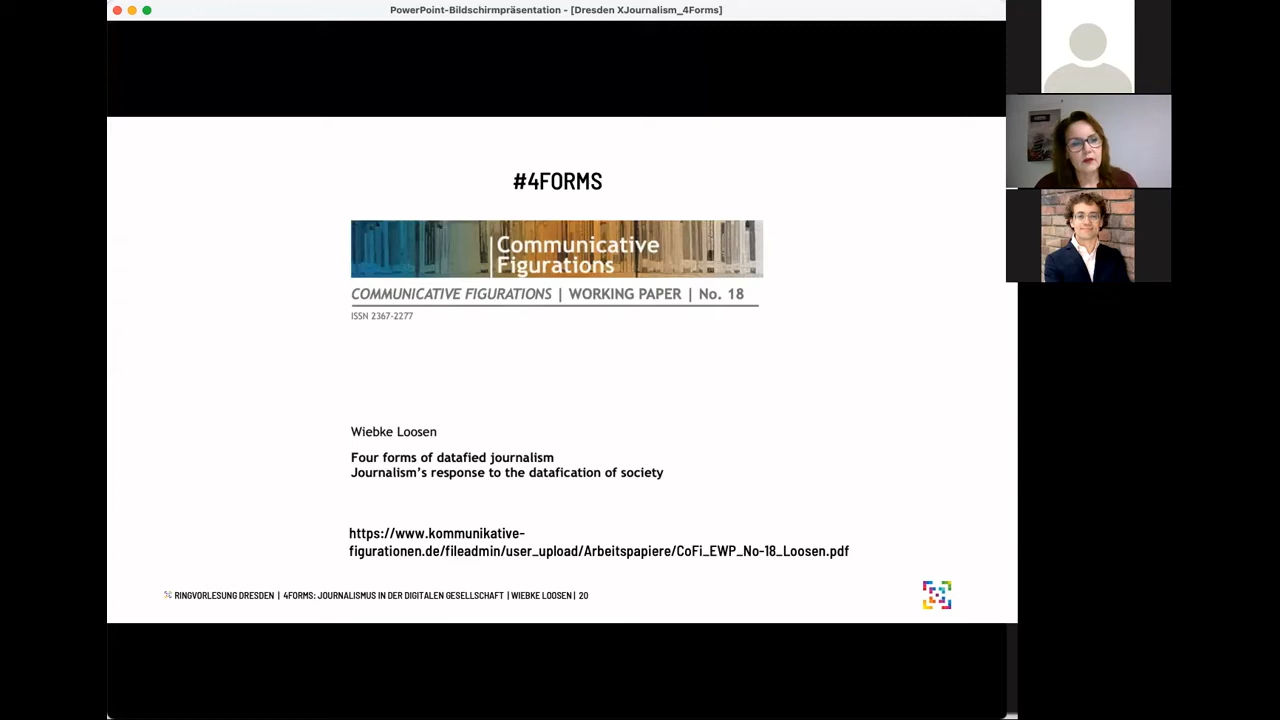 PowerPoint-Bildschirmpräsentation - [Dresden XJournalism_4Forms]
#4FORMS
Communicative
Figurations
COMMUNICATIVE FIGURATIONS | WORKING PAPER | No. 18
ISSN 2367-2277
Wiebke Loosen
Four forms of datafied journalism
Journalism's response to the datafication of society
https://www.kommunikative-
figurationen.de/fileadmin/user_upload/Arbeitspapiere/CoFi_EWP_No-18_Loosen.pdf
RINGVORLESUNG DRESDEN | 4FORMS: JOURNALISMUS IN DER DIGITALEN GESELLSCHAFT | WIEBKE LOOSEN | 20